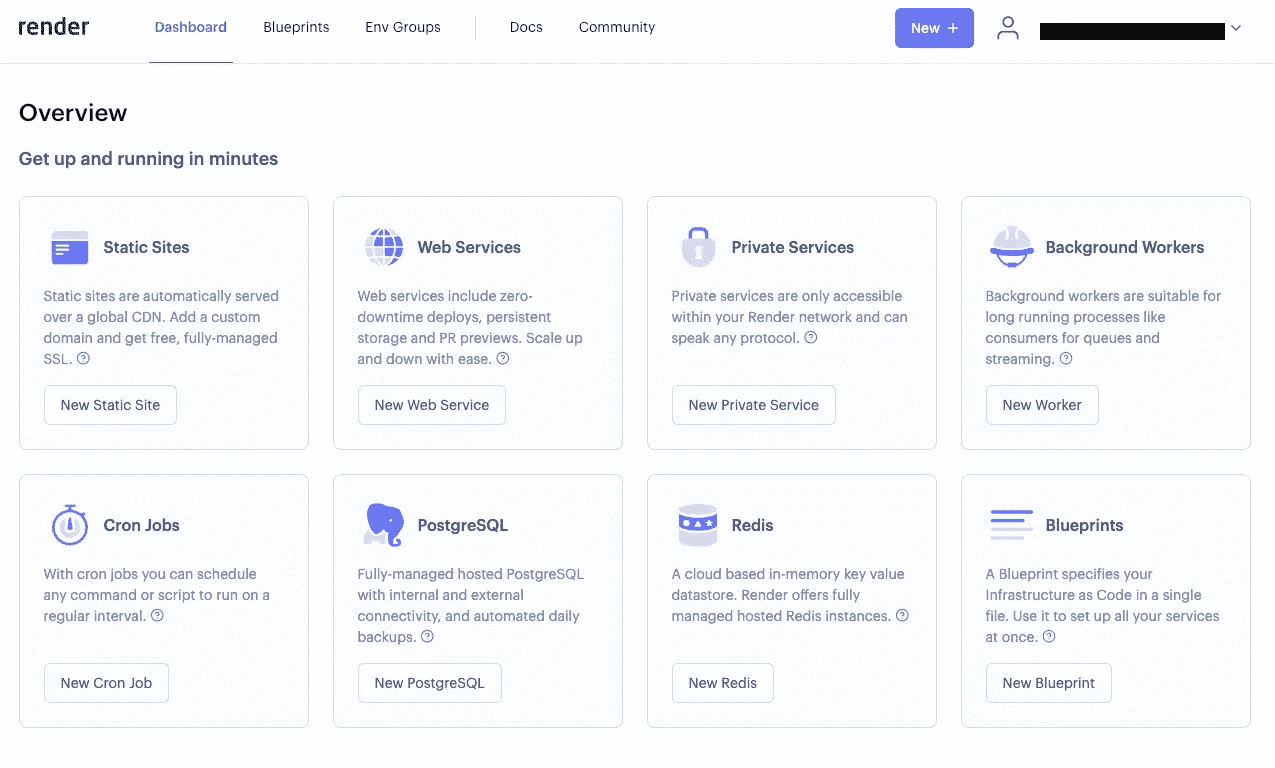 render
Dashboard
Blueprints
Env Groups
Docs
Community
New +
Overview
Get up and running in minutes
Static Sites
Static sites are automatically served
over a global CDN. Add a custom
domain and get free, fully-managed
SSL.
New Static Site
Web Services
Web services include zero-
downtime deploys, persistent
storage and PR previews. Scale up
and down with ease.
New Web Service
Private Services
Private services are only accessible
within your Render network and can
speak any protocol.
New Private Service
Background Workers
Background workers are suitable for
long running processes like
consumers for queues and
streaming.
New Worker
Cron Jobs
With cron jobs you can schedule
any command or script to run on a
regular interval.
New Cron Job
PostgreSQL
Fully-managed hosted PostgreSQL
with internal and external
connectivity, and automated daily
backups.
New PostgreSQL
Redis
A cloud based in-memory key value
datastore. Render offers fully
managed hosted Redis instances.
New Redis
Blueprints
A Blueprint specifies your
Infrastructure as Code in a single
file. Use it to set up all your services
at once.
New Blueprint